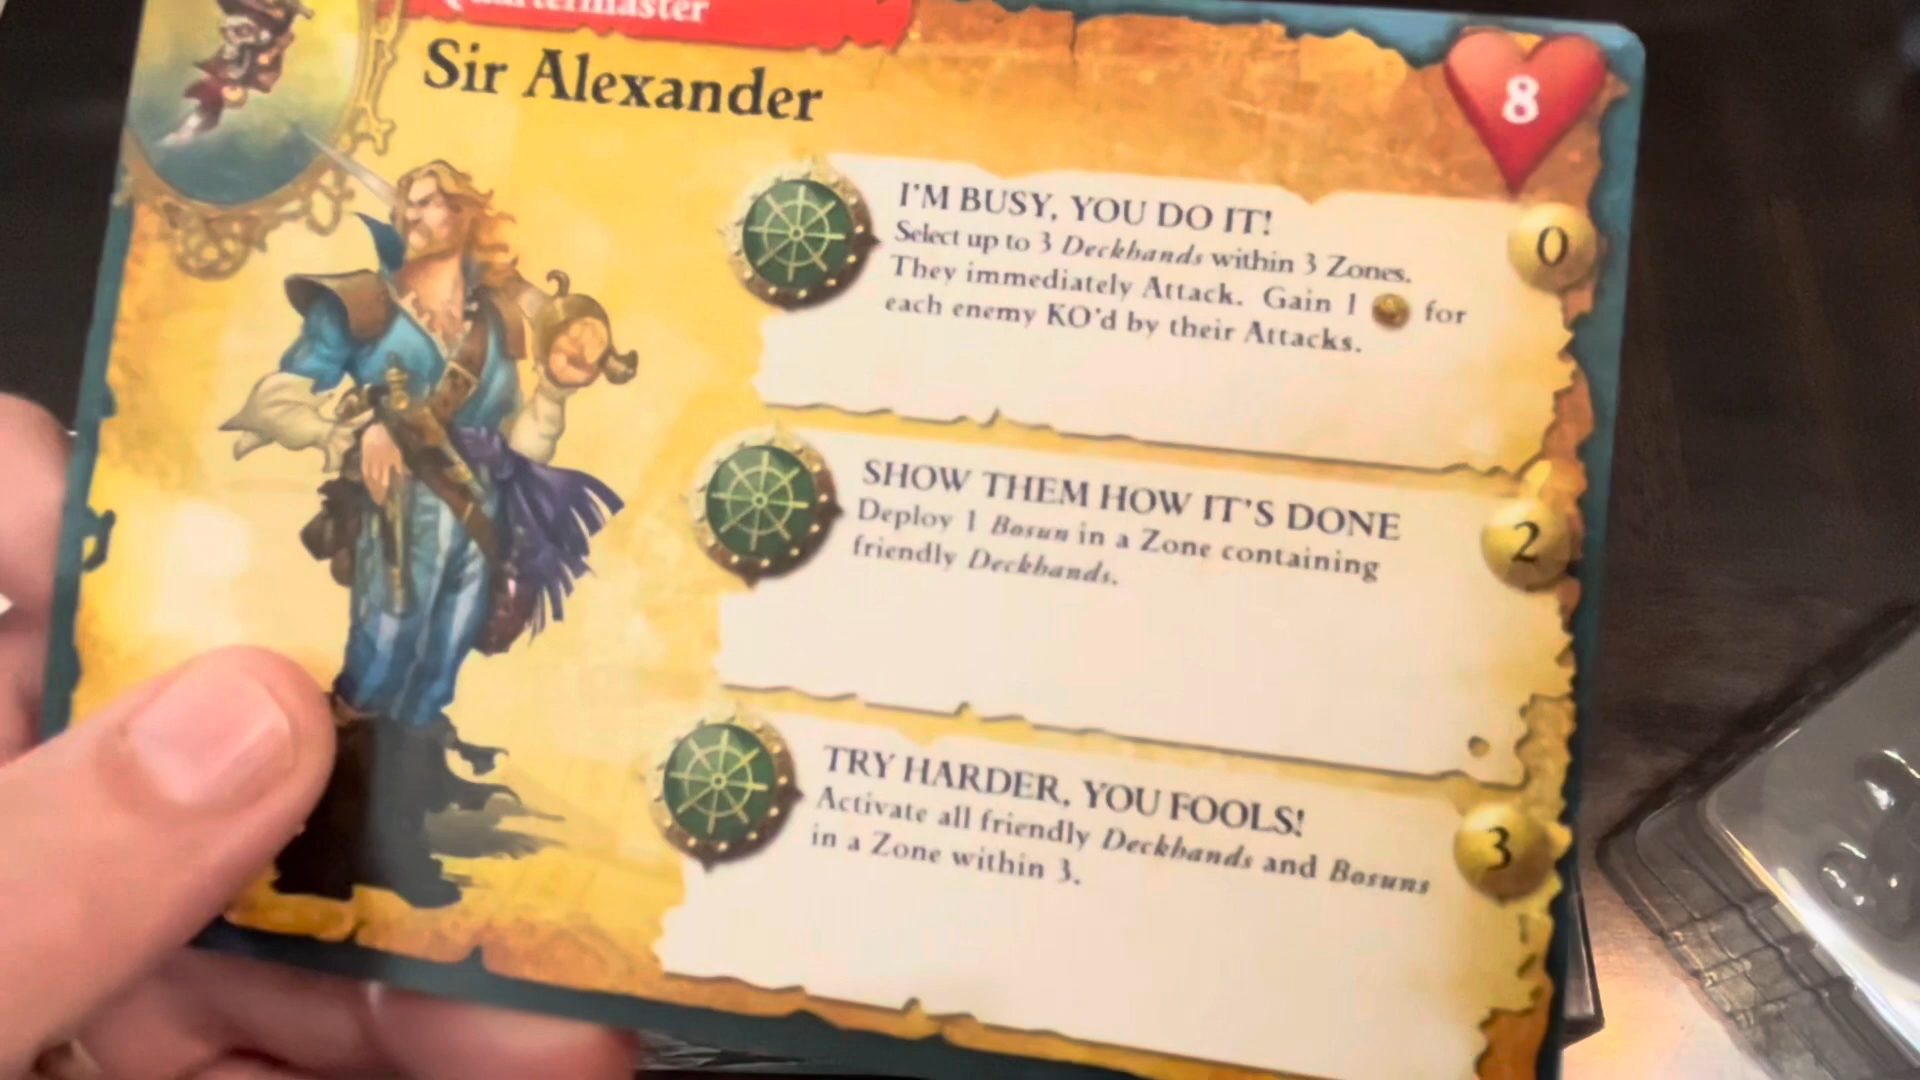 Quartermaster
Sir Alexander
8
I'M BUSY, YOU DO IT!
0
Select up to 3 Deckhands within 3 Zones.
They immediately Attack. Gain 1 for
each enemy KO'd by their Attacks.
SHOW THEM HOW IT'S DONE
2
Deploy 1 Bosun in a Zone containing
friendly Deckhands.
TRY HARDER, YOU FOOLS!
3
Activate all friendly Deckhands and Bosuns
in a Zone within 3.